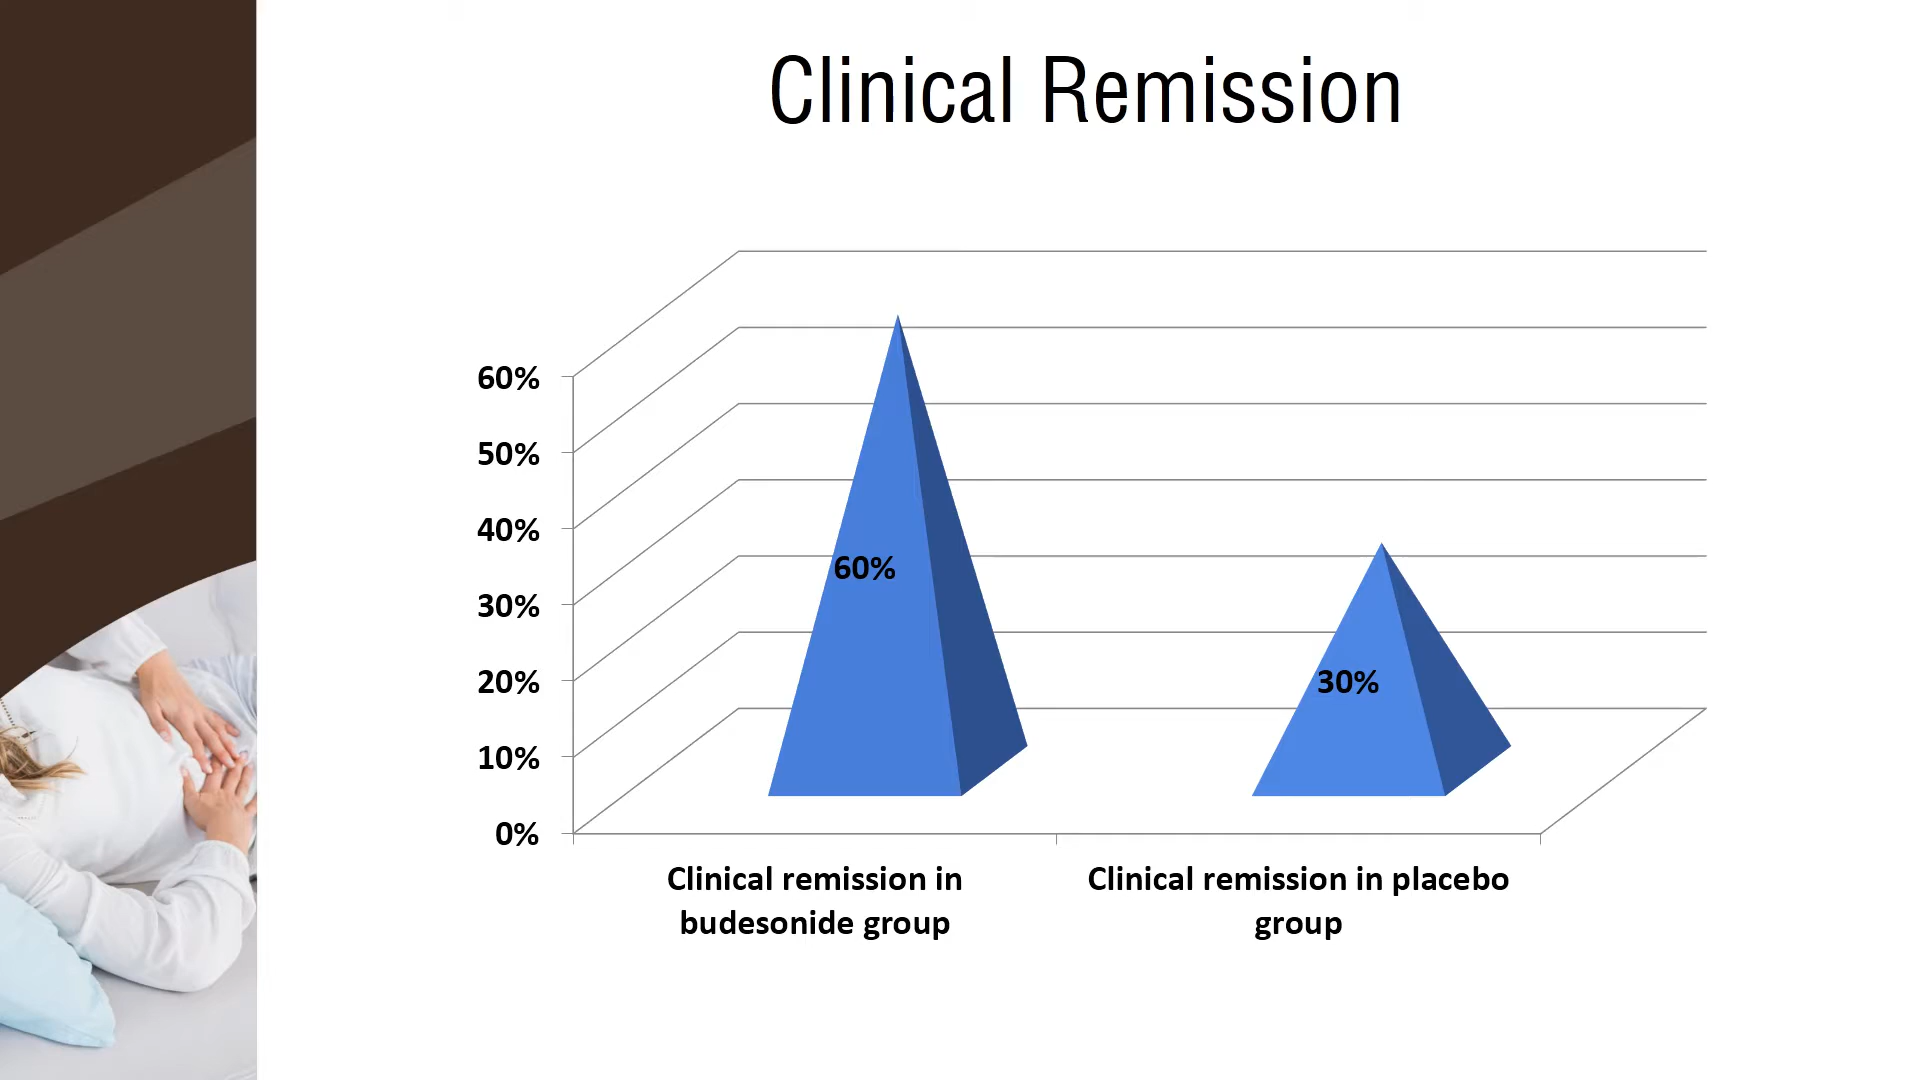 Clinical Remission
60%
50%
40%
30%
20%
10%
0%
60%
30%
Clinical remission in
budesonide group
Clinical remission in placebo
group